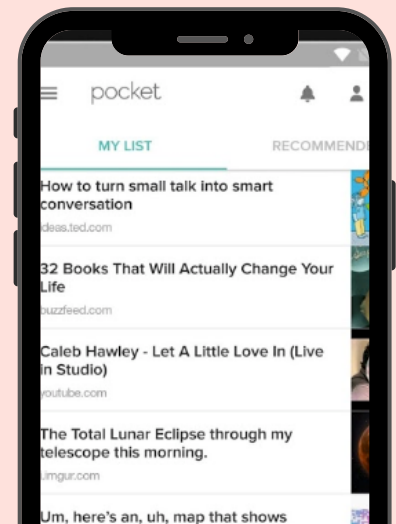 pocket
MY LIST
RECOMMENDE
How to turn small talk into smart
conversation
ideas.ted.com
32 Books That Will Actually Change Your
Life
buzzfeed.com
Caleb Hawley - Let A Little Love In (Live
in Studio)
youtube.com
The Total Lunar Eclipse through my
telescope this morning.
i.imgur.com
Um, here's an, uh, map that shows